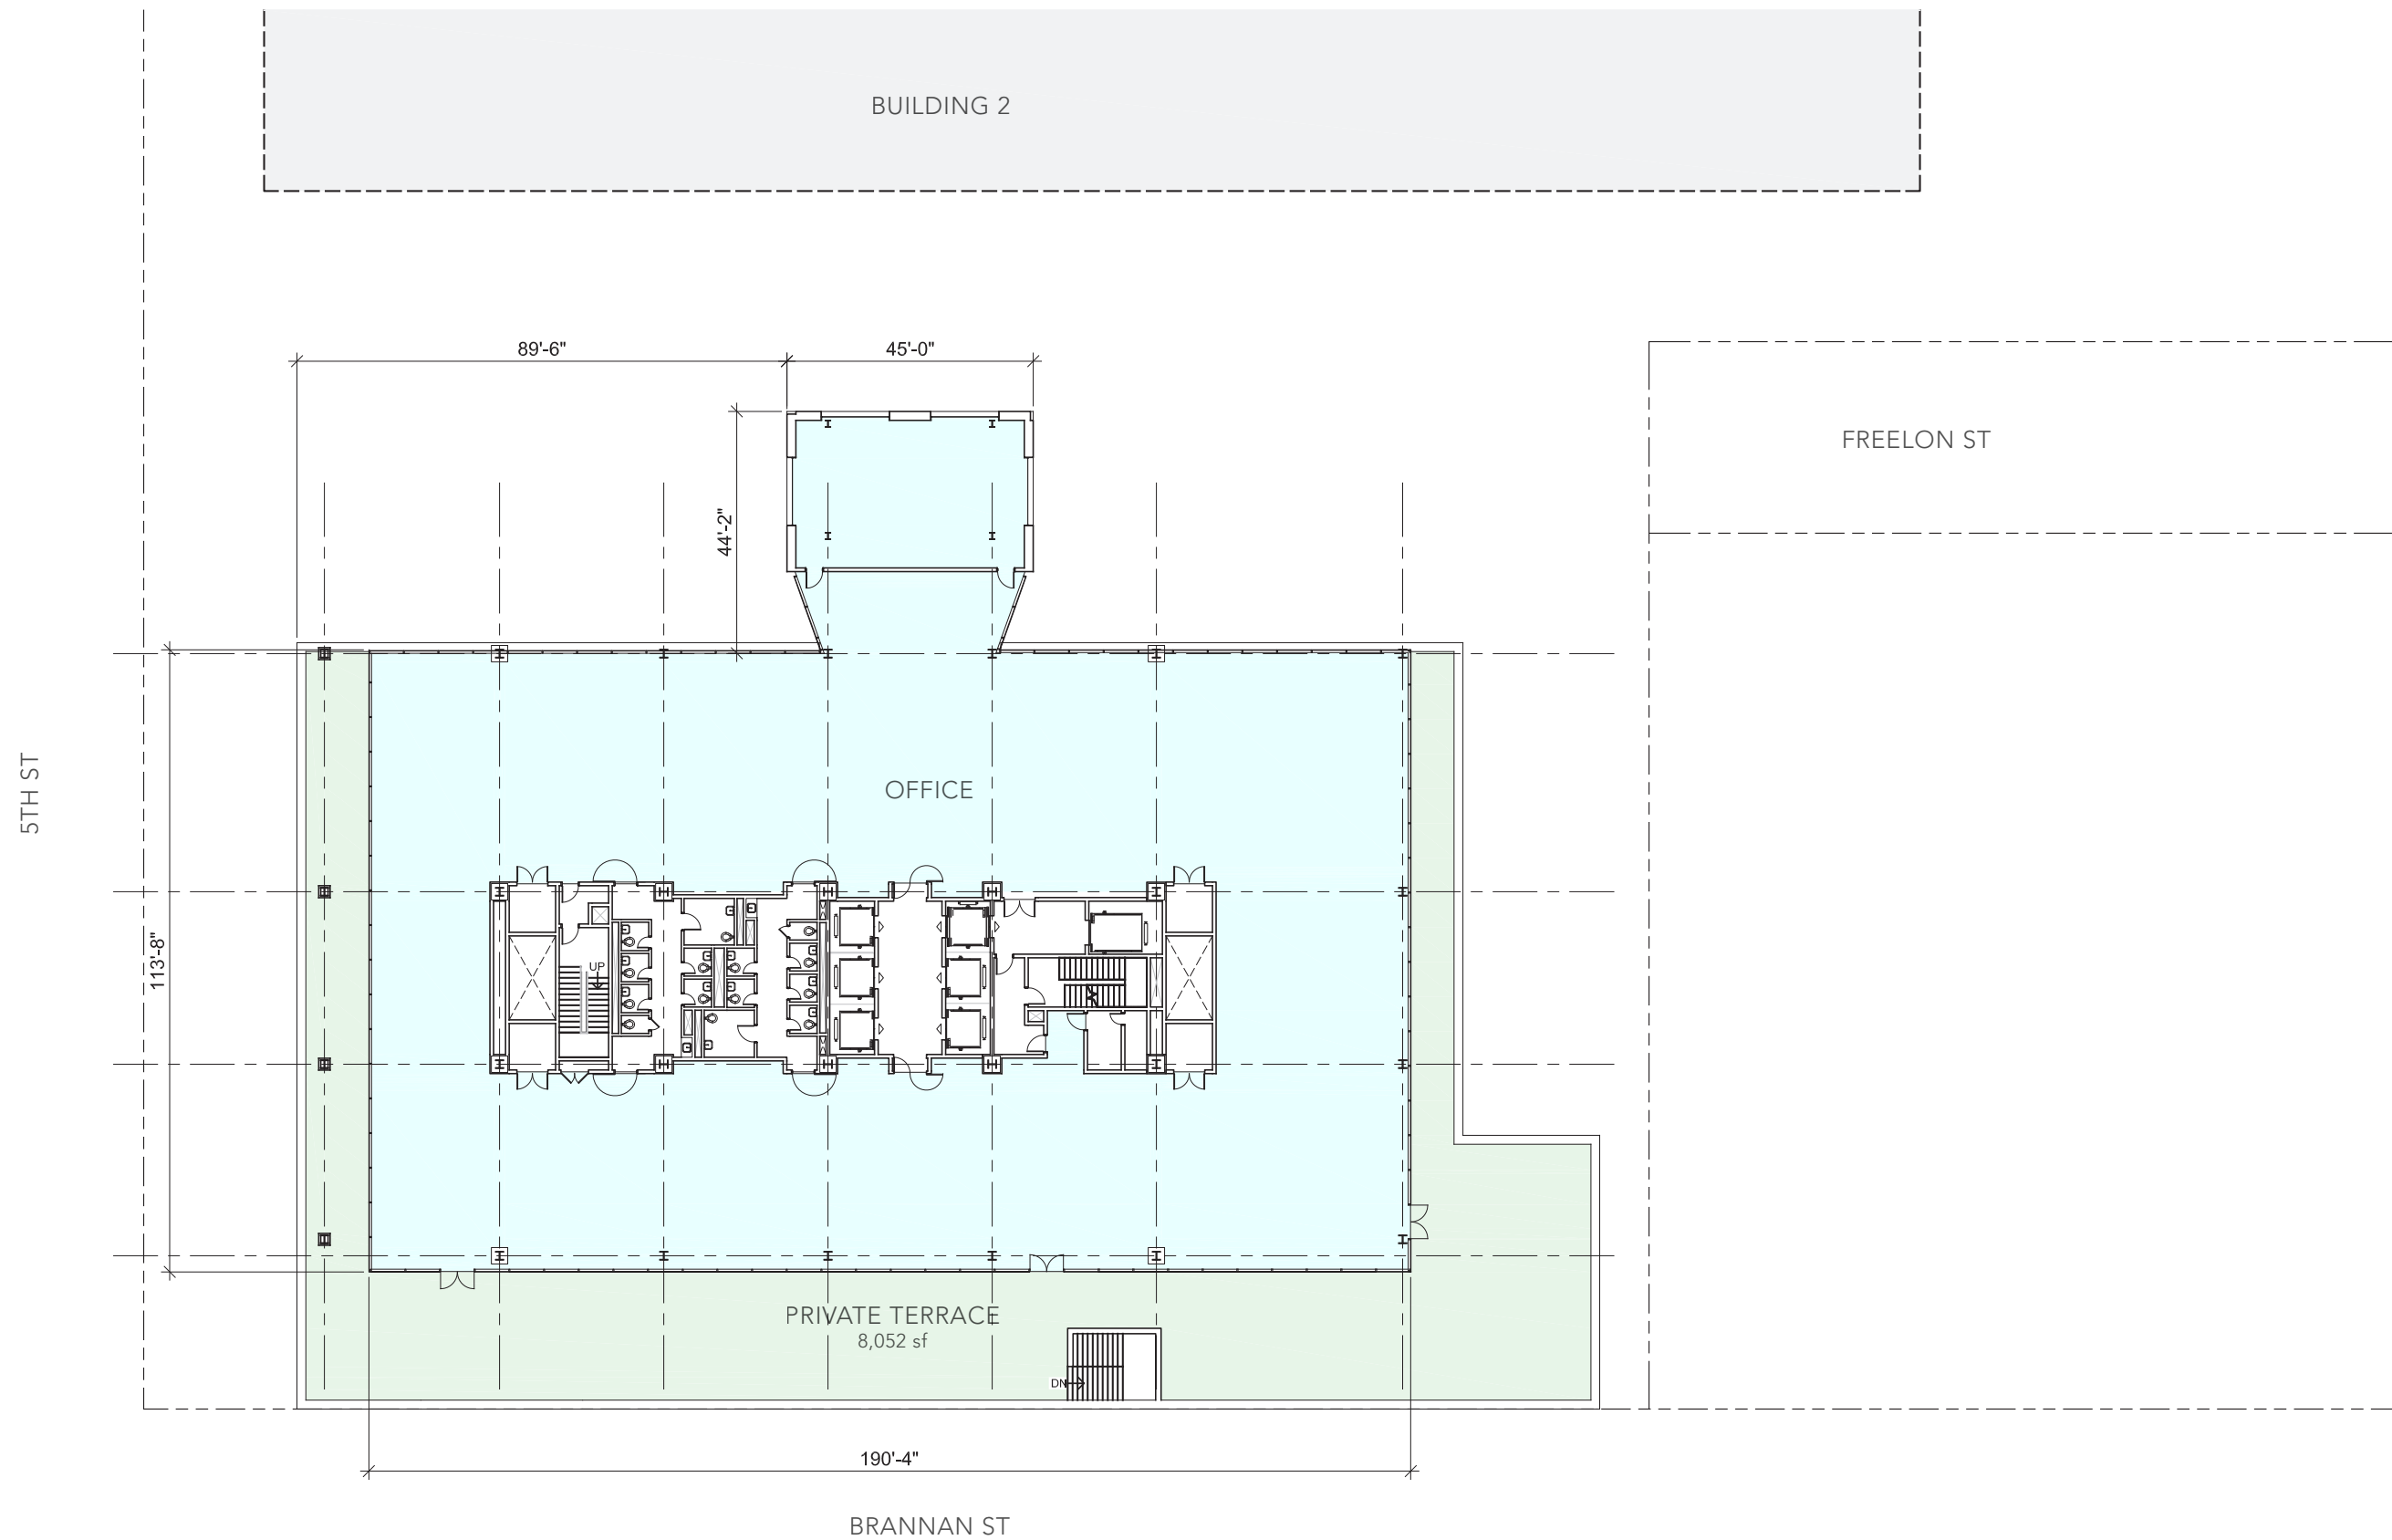 BUILDING 2
89'-6"
45'-0"
FREELON ST
44'-2"
5TH ST
OFFICE
113'-8"
UP
PRIVATE TERRACE
8,052 sf
DN
190'-4"
BRANNAN ST